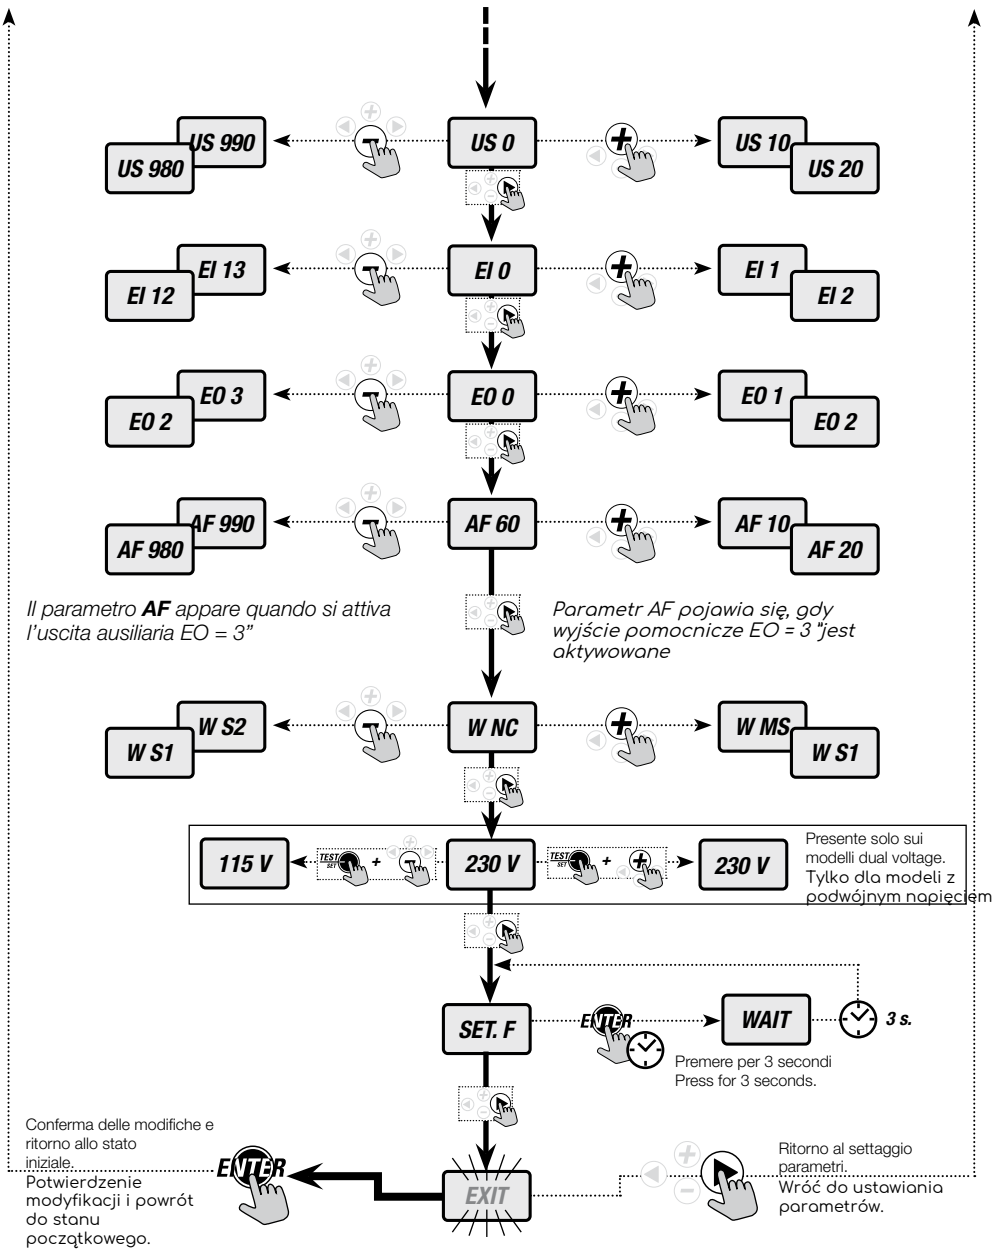 US 990
US 980
US 0
US 10
US 20
EI 13
EI 12
EI 0
EI 1
EI 2
EO 3
EO 2
EO 0
EO 1
EO 2
AF 990
AF 980
AF 60
AF 10
AF 20
Il parametro AF appare quando si attiva
l'uscita ausiliaria EO = 3"
Parametr AF pojawia się, gdy
wyjście pomocnicze EO = 3 "jest
aktywowane
W S2
W S1
W NC
W MS
W S1
115 V
TEST
SET
+
230 V
TEST
SET
+
230 V
Presente solo sui
modelli dual voltage.
Tylko dla modeli z
podwójnym napięciem
SET. F
ENTER
WAIT
3 s.
Premere per 3 secondi
Press for 3 seconds.
Conferma delle modifiche e
ritorno allo stato
iniziale.
Potwierdzenie
modyfikacji i powrót
do stanu
początkowego.
ENTER
EXIT
Ritorno al settaggio
parametri.
Wróć do ustawiania
parametrów.